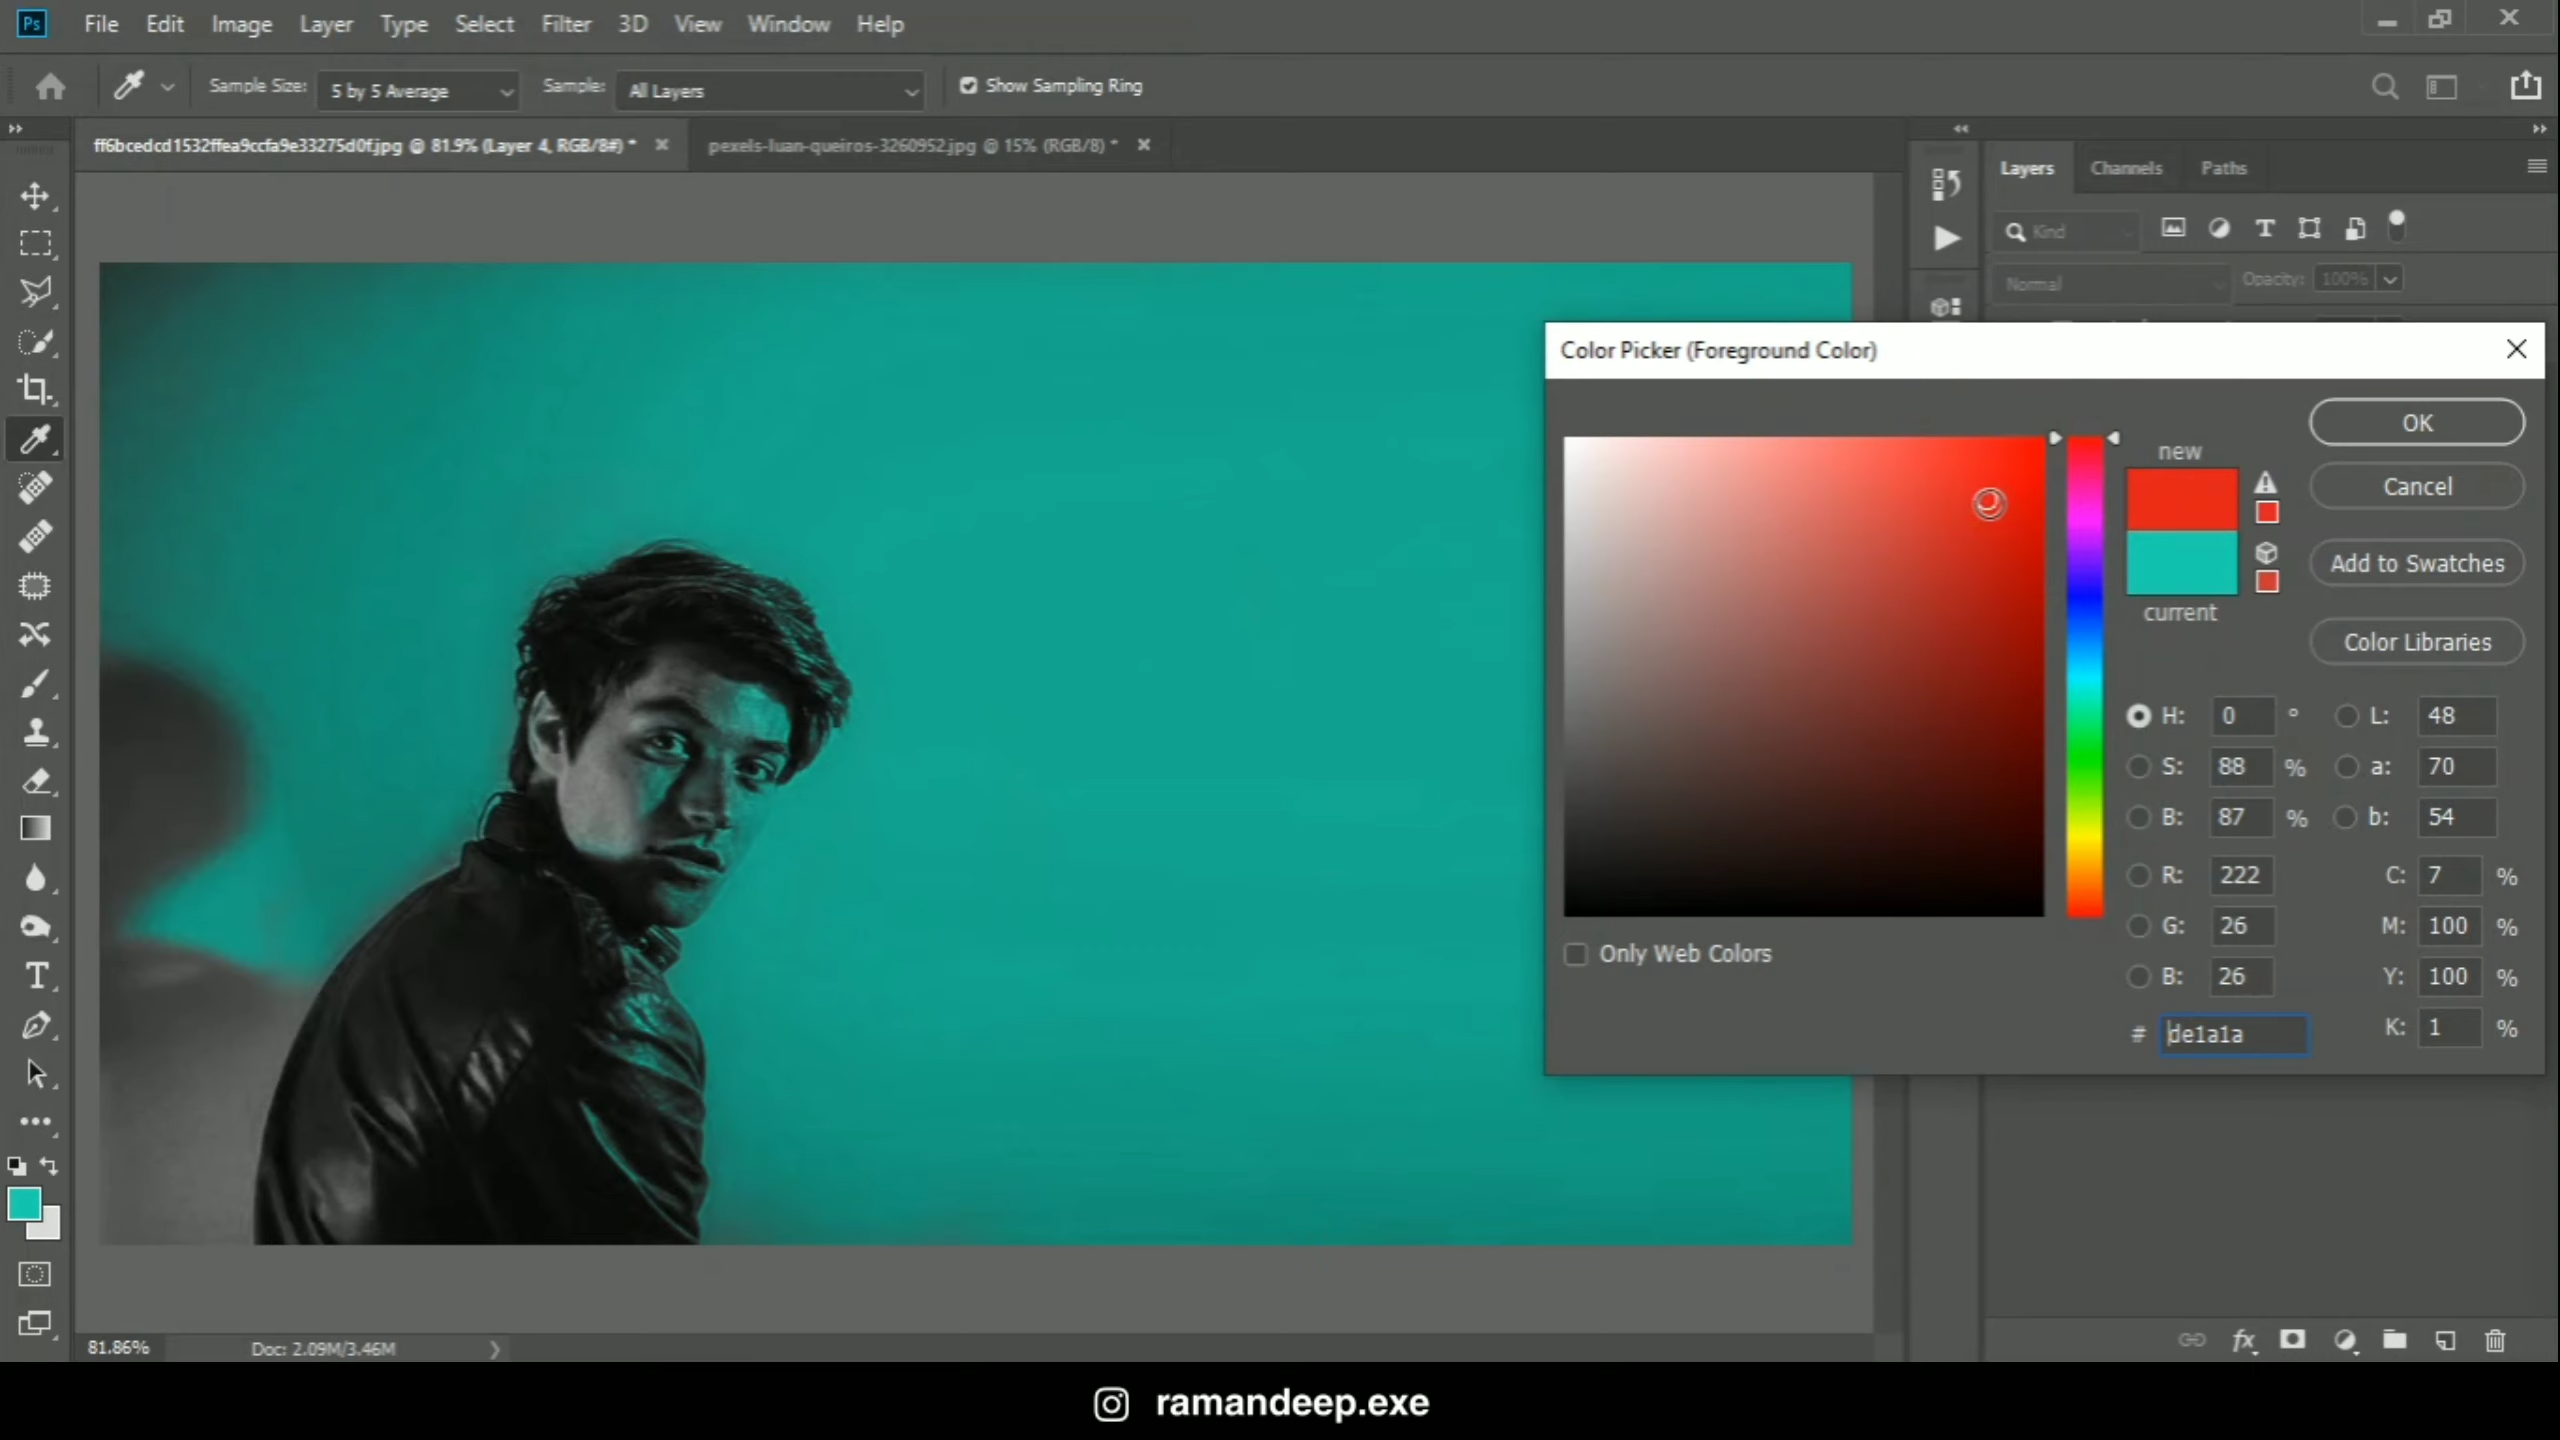 Ps File Edit Image Layer Type Select Filter 3D View Window Help
Sample Size: 5 by 5 Average Sample: All Layers Show Sampling Ring
ff6bcedcd1532ffea9ccfa9e33275d0f.jpg @ 81.9% (Layer 4, RGB/8#) *
pexels-luan-queiros-3260952.jpg @ 15% (RGB/8) *
Layers Channels Paths
Kind
Normal Opacity: 100%
Color Picker (Foreground Color)
new
current
OK
Cancel
Add to Swatches
Color Libraries
H: 0 ° L: 48
S: 88 % a: 70
B: 87 % b: 54
R: 222 C: 7 %
G: 26 M: 100 %
B: 26 Y: 100 %
# de1a1a K: 1 %
Only Web Colors
81.86% Doc: 2.09M/3.46M
ramandeep.exe